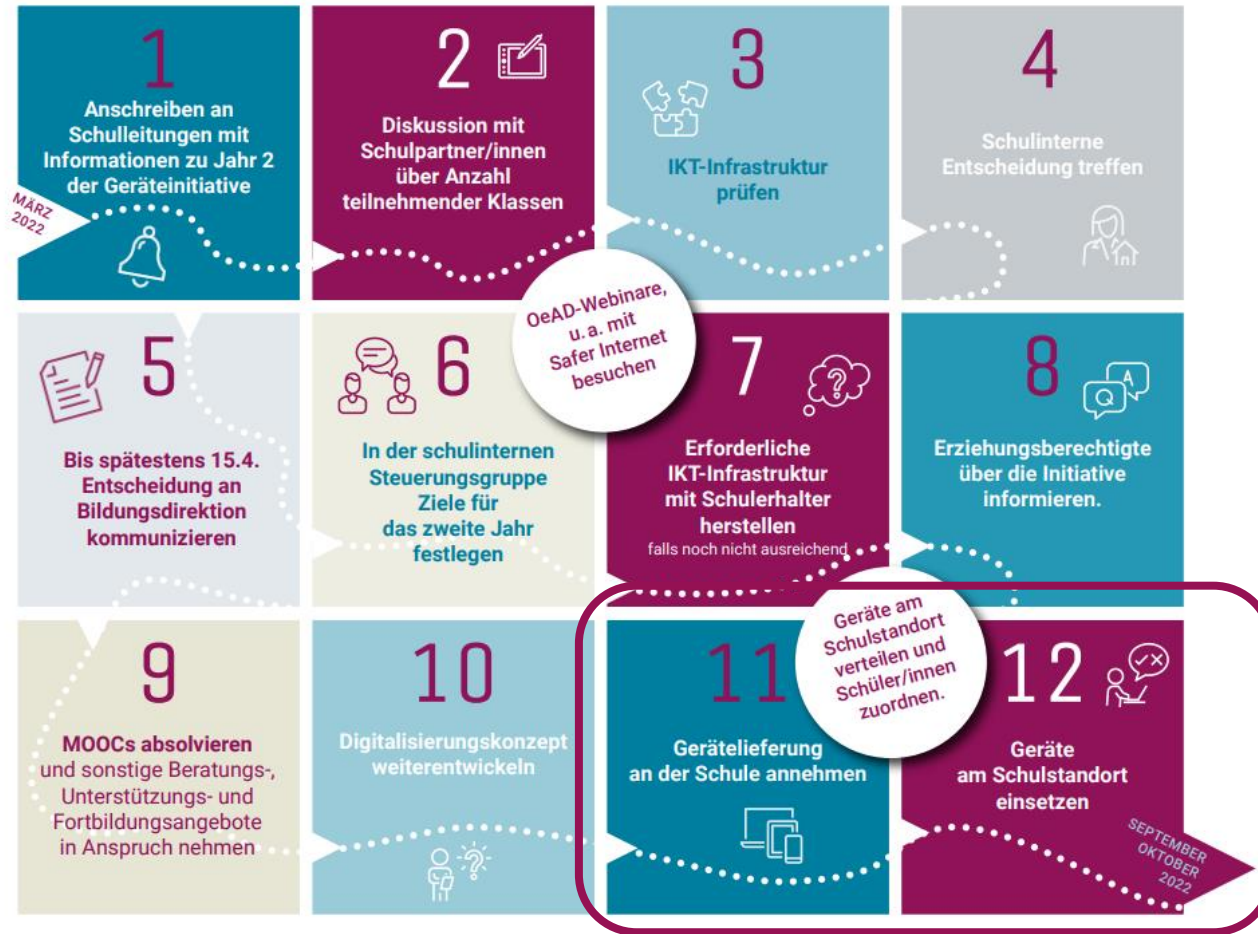 1
Anschreiben an
Schulleitungen mit
Informationen zu Jahr 2
der Geräteinitiative
MÄRZ
2022
2
Diskussion mit
Schulpartner/innen
über Anzahl
teilnehmender Klassen
3
IKT-Infrastruktur
prüfen
4
Schulinterne
Entscheidung treffen
OeAD-Webinare,
u. a. mit
Safer Internet
besuchen
5
Bis spätestens 15.4.
Entscheidung an
Bildungsdirektion
kommunizieren
6
In der schulinternen
Steuerungsgruppe
Ziele für
das zweite Jahr
festlegen
7
?
Erforderliche
IKT-Infrastruktur
mit Schulerhalter
herstellen
falls noch nicht ausreichend
8
Q A
Erziehungsberechtigte
über die Initiative
informieren.
9
MOOCs absolvieren
und sonstige Beratungs-,
Unterstützungs- und
Fortbildungsangebote
in Anspruch nehmen
10
Digitalisierungskonzept
weiterentwickeln
?
11
Gerätelieferung
an der Schule annehmen
Geräte am
Schulstandort
verteilen und
Schüler/innen
zuordnen.
12
Geräte
am Schulstandort
einsetzen
SEPTEMBER
OKTOBER
2022